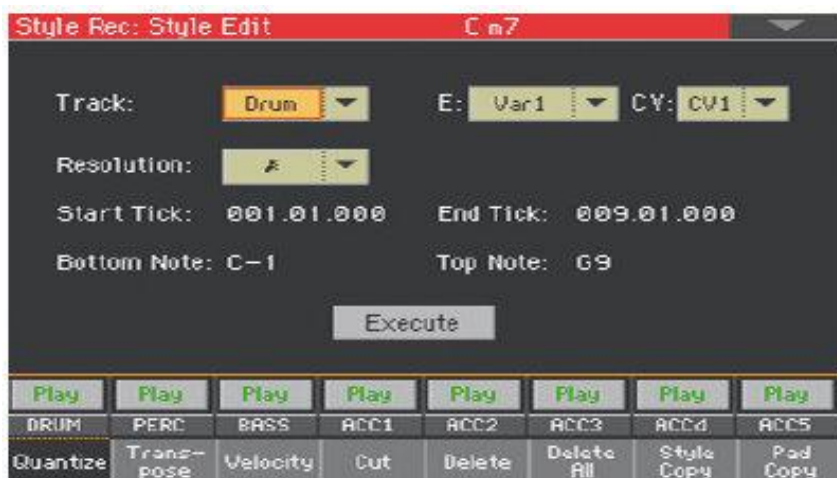 Style Rec: Style Edit Cm7
Track: Drum E: Var1 CV: CV1
Resolution:
Start Tick: 001.01.000 End Tick: 009.01.000
Bottom Note: C-1 Top Note: G9
Execute
Play Play Play Play Play Play Play Play
DRUM PERC BASS ACC1 ACC2 ACC3 ACC4 ACC5
Quantize Trans- Velocity Cut Delete Delete Style Pad
pose All Copy Copy